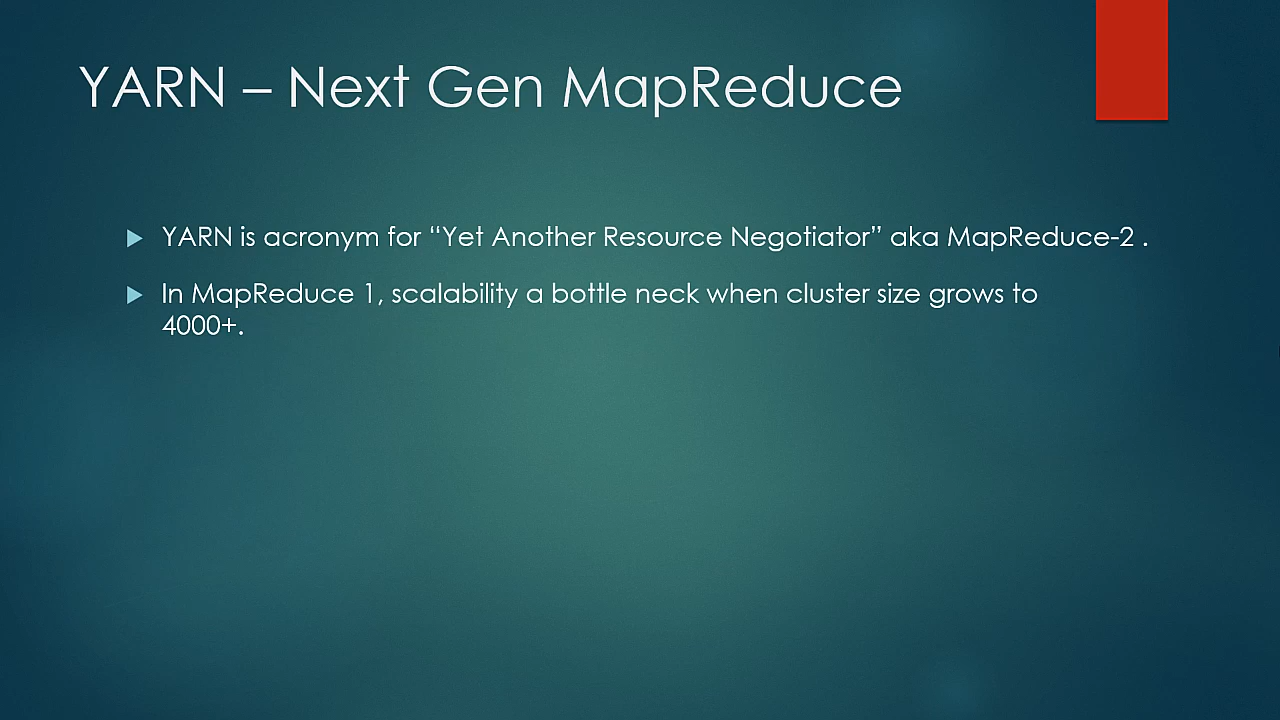 YARN – Next Gen MapReduce
YARN is acronym for “Yet Another Resource Negotiator” aka MapReduce-2 .
In MapReduce 1, scalability a bottle neck when cluster size grows to
4000+.